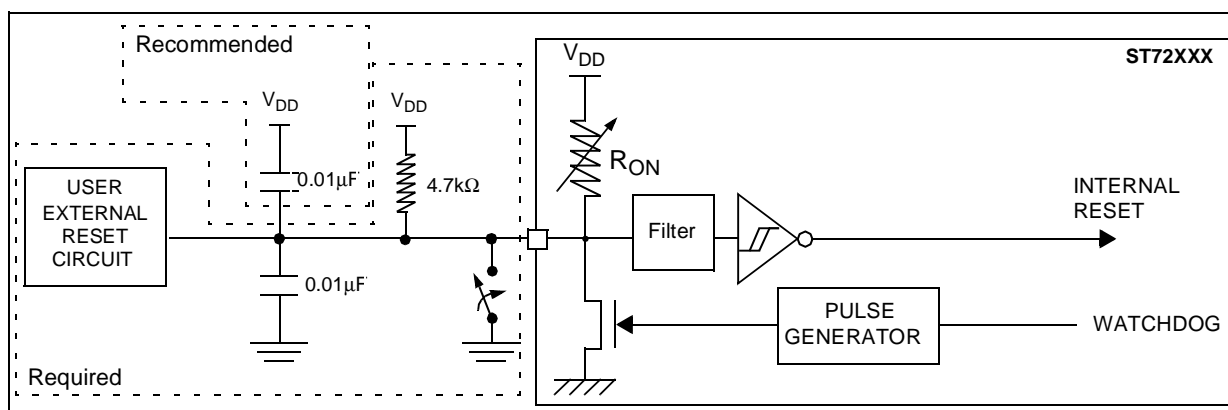 Recommended
ST72XXX
VDD
VDD
VDD
0.01μF
4.7kΩ
RON
USER
EXTERNAL
RESET
CIRCUIT
Filter
INTERNAL
RESET
0.01μF
PULSE
GENERATOR
WATCHDOG
Required